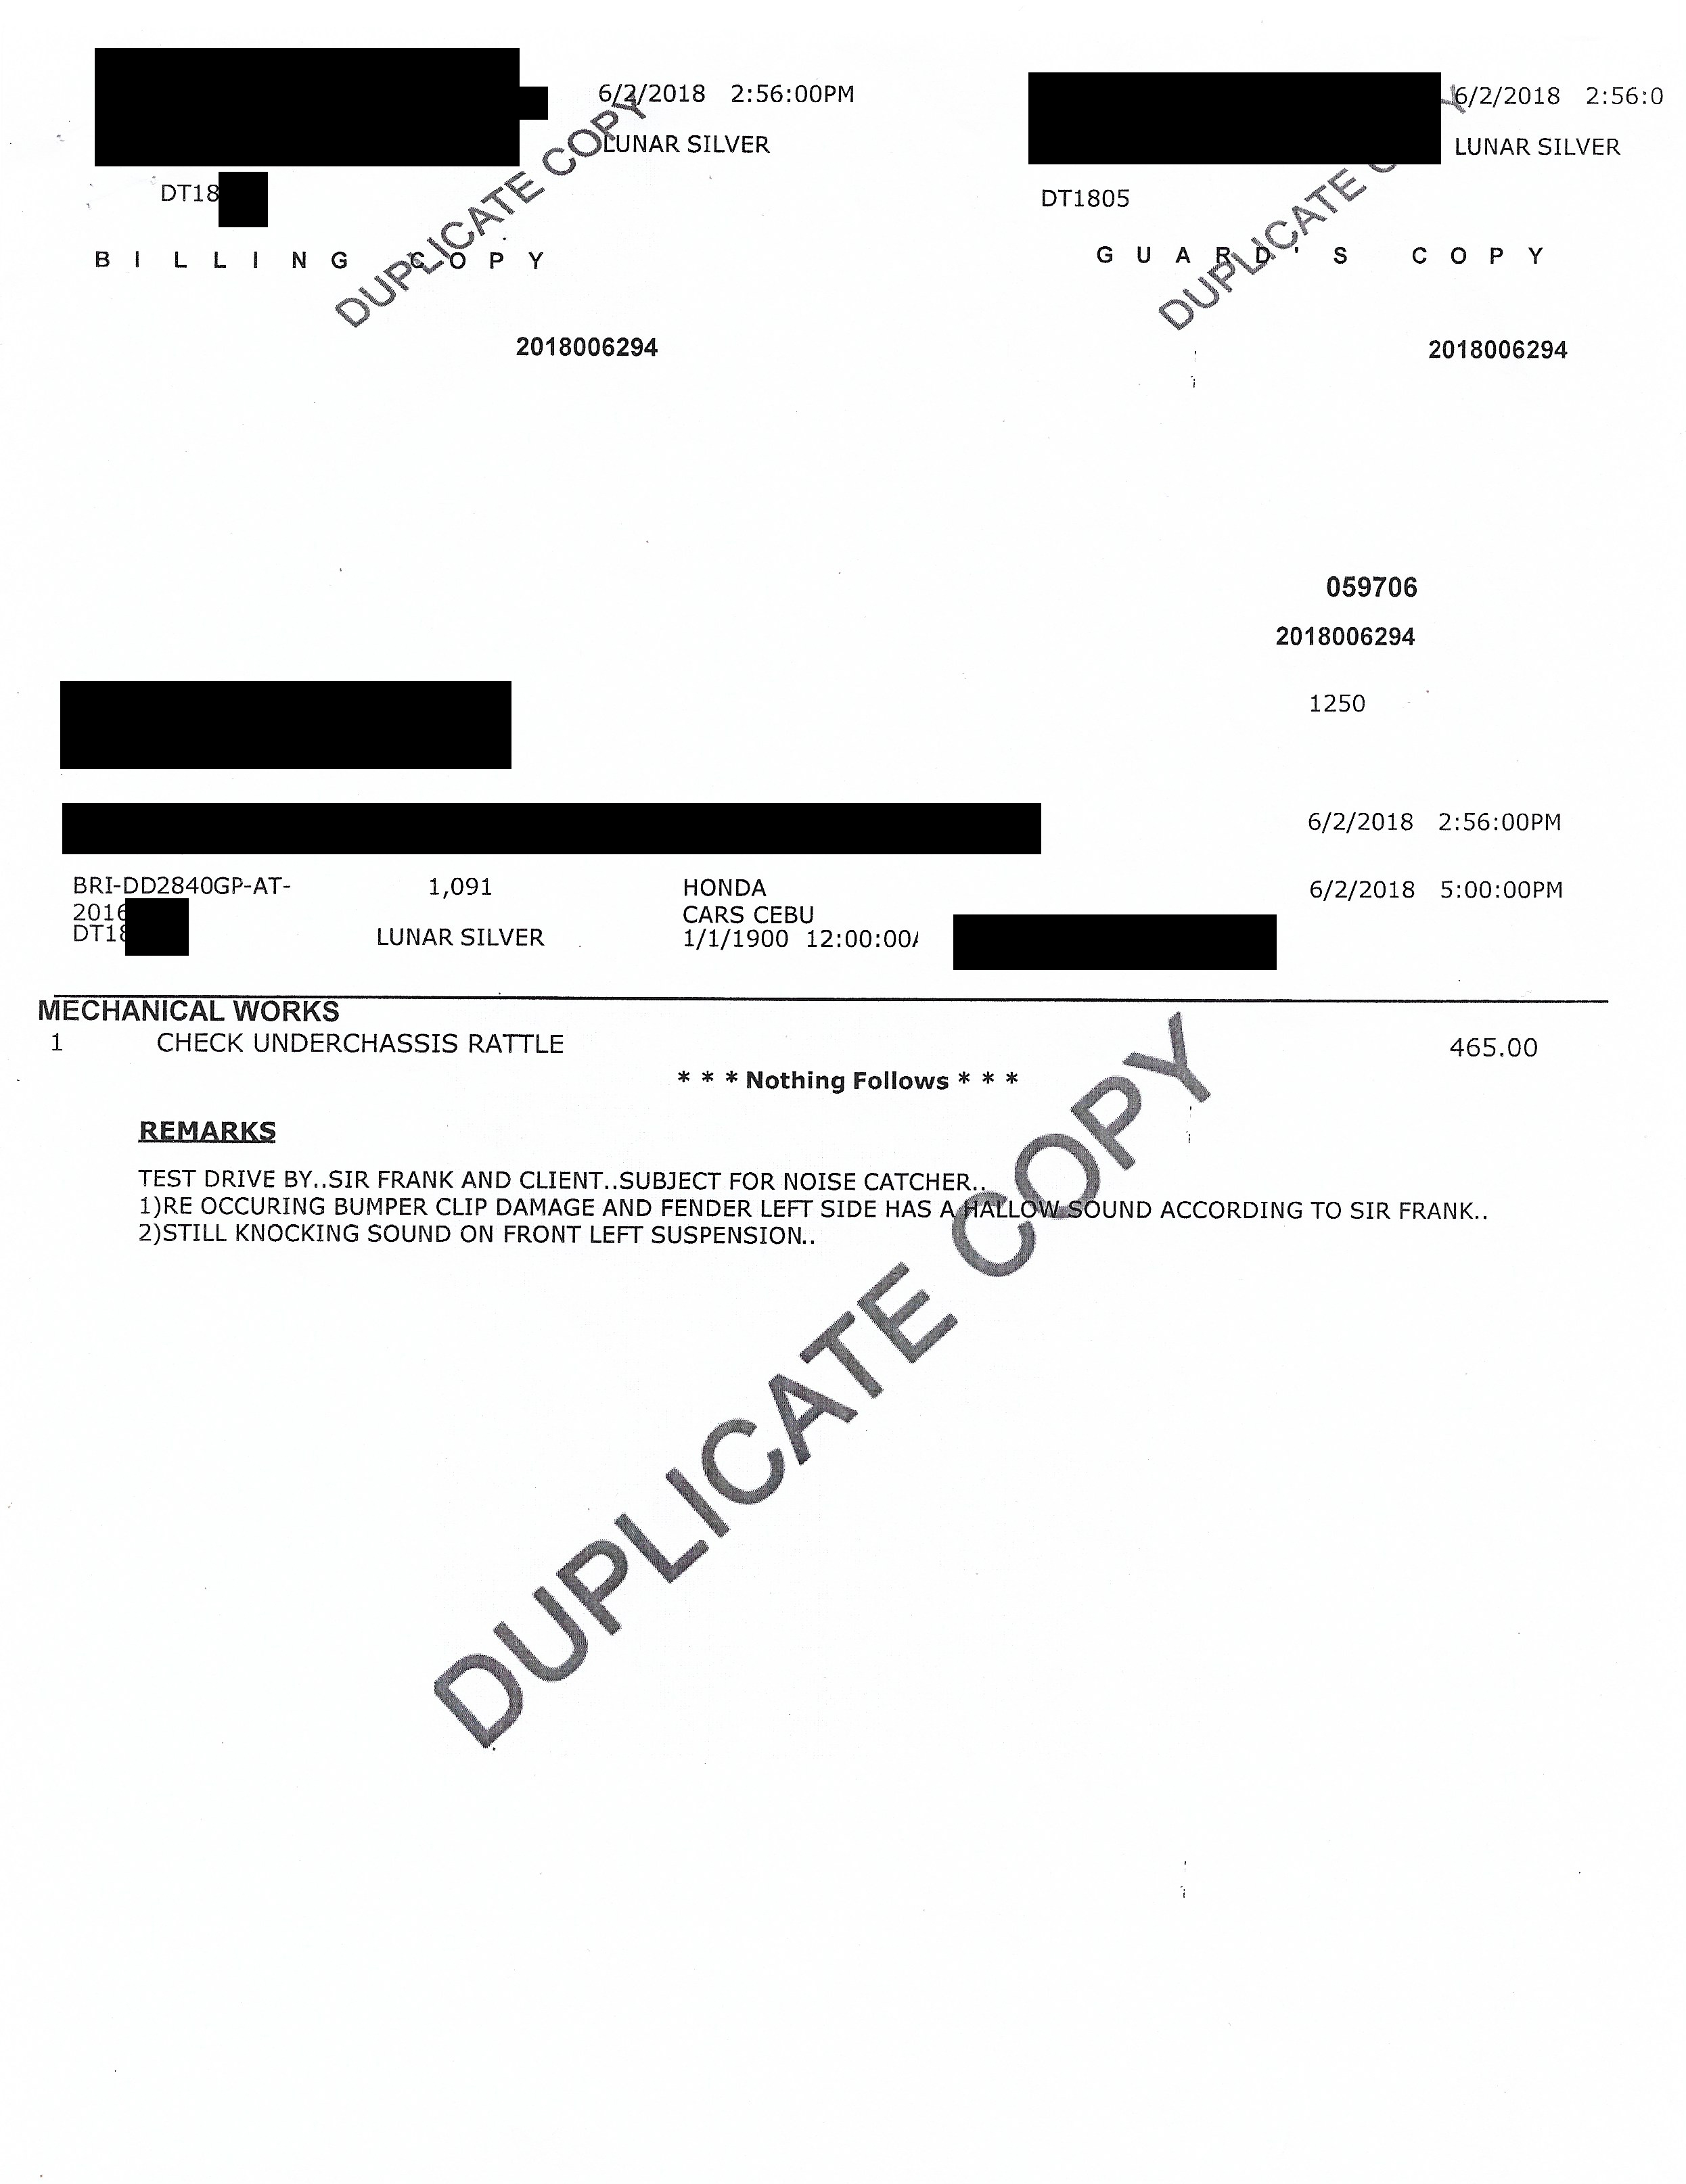 6/2/2018 2:56:00PM
LUNAR SILVER
DT18
B I L L I N G C O P Y
DUPLICATE COPY
2018006294
6/2/2018 2:56:0
LUNAR SILVER
DT1805
G U A R D ' S C O P Y
DUPLICATE COPY
2018006294
059706
2018006294
1250
6/2/2018 2:56:00PM
BRI-DD2840GP-AT- 1,091 HONDA 6/2/2018 5:00:00PM
2016 CARS CEBU
DT18 LUNAR SILVER 1/1/1900 12:00:00
MECHANICAL WORKS
1 CHECK UNDERCHASSIS RATTLE 465.00
* * * Nothing Follows * * *
REMARKS
TEST DRIVE BY..SIR FRANK AND CLIENT..SUBJECT FOR NOISE CATCHER..
1)RE OCCURING BUMPER CLIP DAMAGE AND FENDER LEFT SIDE HAS A HALLOW SOUND ACCORDING TO SIR FRANK..
2)STILL KNOCKING SOUND ON FRONT LEFT SUSPENSION..
DUPLICATE COPY